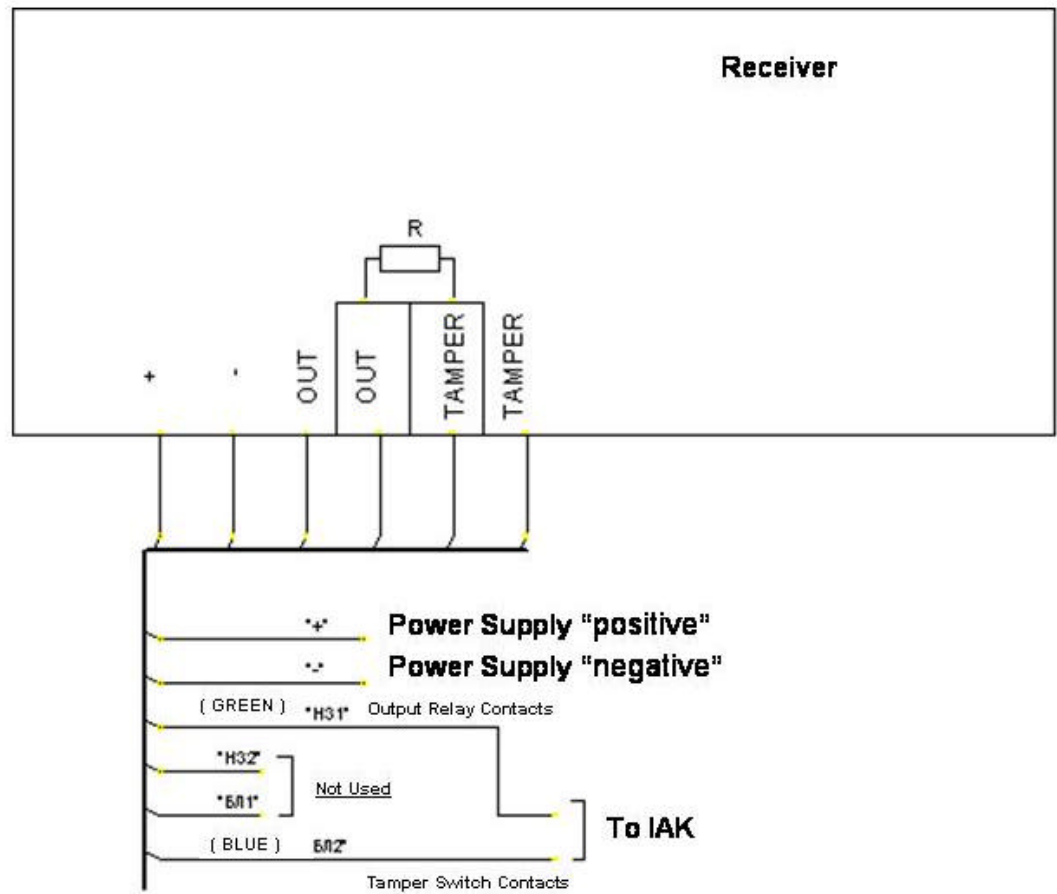 Receiver
R
+ - OUT OUT TAMPER TAMPER
"+" Power Supply “positive”
"-" Power Supply “negative”
( GREEN ) "НЗ1" Output Relay Contacts
"НЗ2"
Not Used
"БЛ1"
To IAK
( BLUE ) БЛ2"
Tamper Switch Contacts